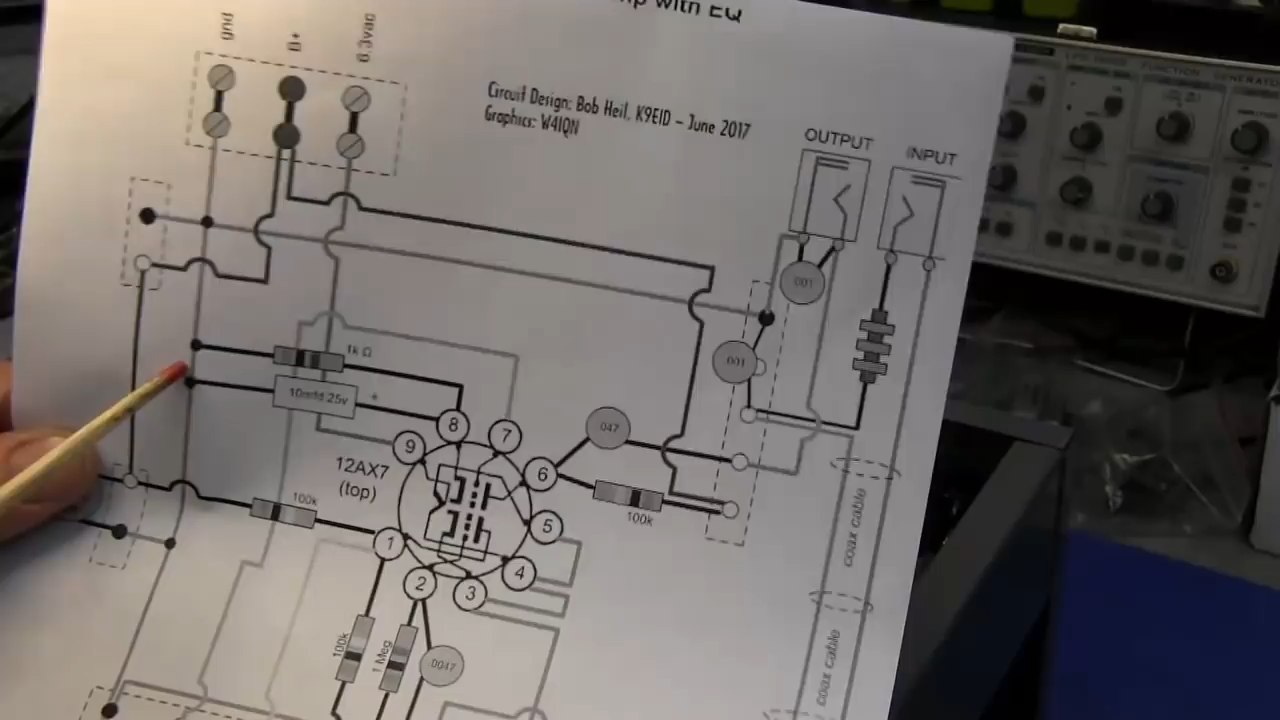 with EQ
gnd
B+
6.3vac
Circuit Design: Bob Heil, K9EID – June 2017
Graphics: W4IQN
OUTPUT
INPUT
.001
.001
1k Ω
10mfd 25v
+
8
7
9
.047
12AX7
(top)
6
100k
100k
5
1
4
2
3
coax cable
100k
1 Meg
.0047
coax cable